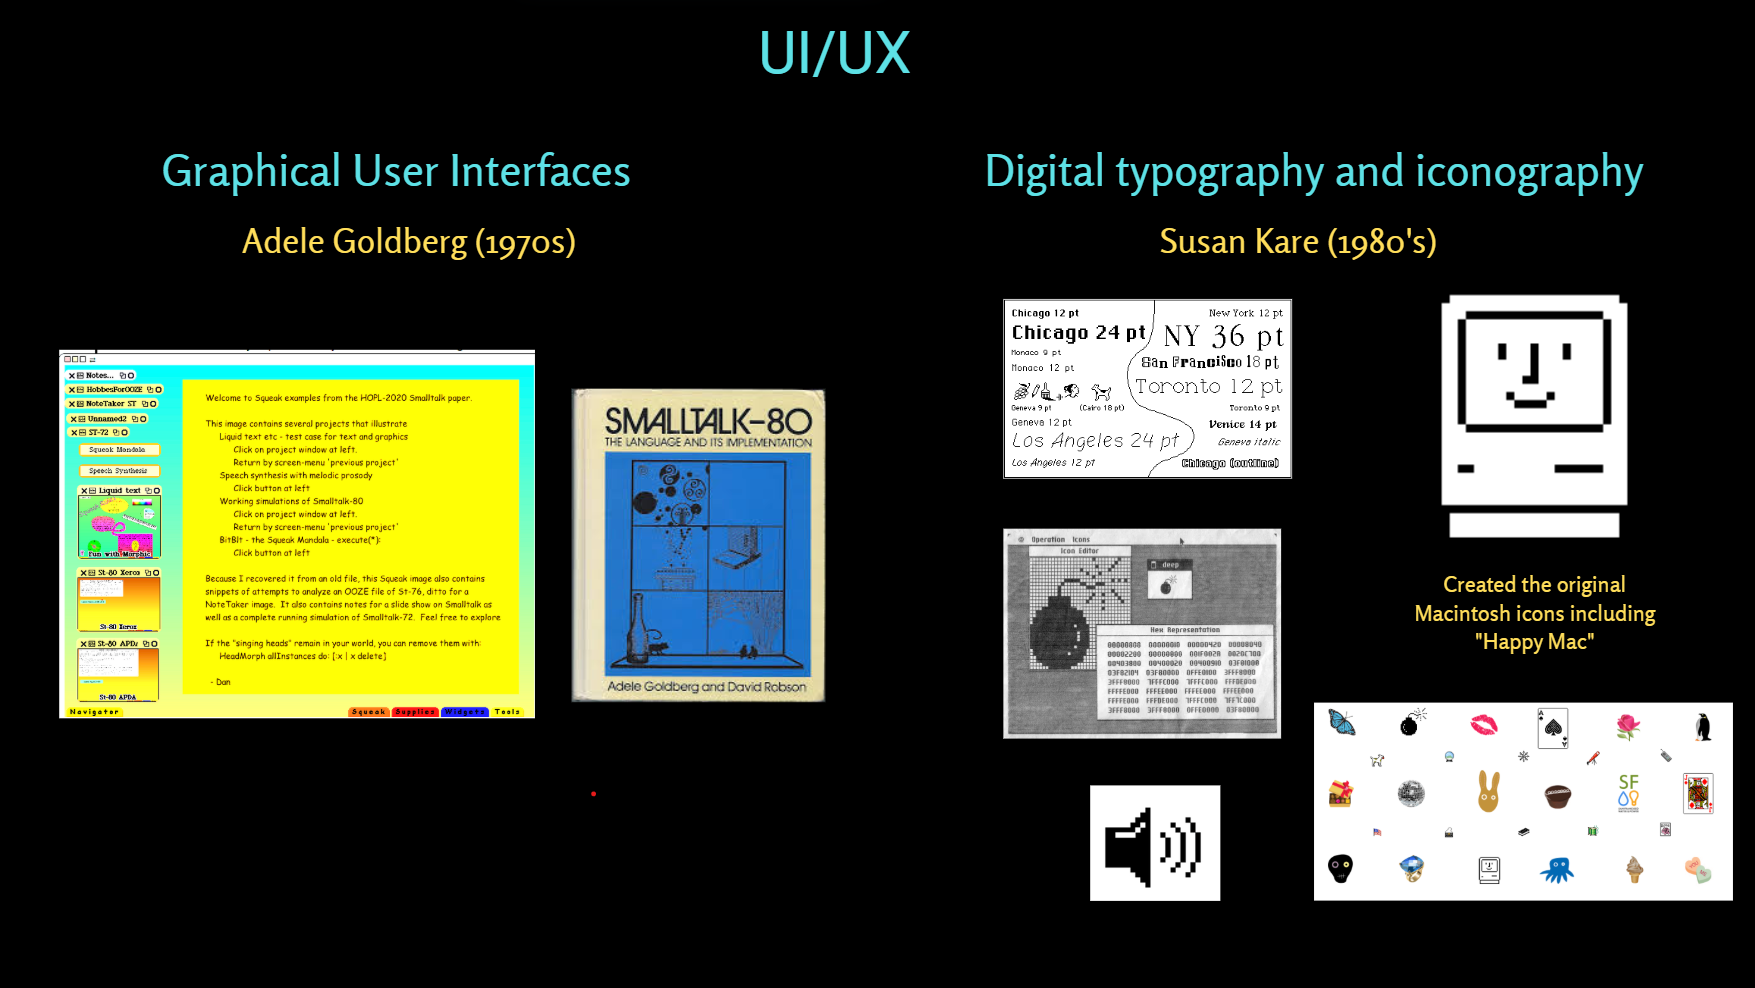 UI/UX
Graphical User Interfaces
Adele Goldberg (1970s)
Notes...
HobbesForOOZE
NoteTaker ST
Unnamed2
ST-72
Squeak Mandala
Speech Synthesis
Liquid text
fun with Morphic
St-80 Xerox
St-80 Xerox
St-80 APDA
St-80 APDA
Navigator
Welcome to Squeak examples from the HOPL-2020 Smalltalk paper.
This image contains several projects that illustrate
Liquid text etc - test case for text and graphics
Click on project window at left.
Return by screen-menu 'previous project'
Speech synthesis with melodic prosody
Click button at left
Working simulations of Smalltalk-80
Click on project window at left.
Return by screen-menu 'previous project'
BitBlt - the Squeak Mandala - execute(*):
Click button at left
Because I recovered it from an old file, this Squeak image also contains
snippets of attempts to analyze an OOZE file of St-76, ditto for a
NoteTaker image. It also contains notes for a slide show on Smalltalk as
well as a complete running simulation of Smalltalk-72. Feel free to explore
If the "singing heads" remain in your world, you can remove them with:
HeadMorph allInstances do: [:x | x delete]
- Dan
Squeak Supplies Widgets Tools
SMALLTALK-80
THE LANGUAGE AND ITS IMPLEMENTATION
Adele Goldberg and David Robson
Digital typography and iconography
Susan Kare (1980's)
Chicago 12 pt
Chicago 24 pt
Monaco 9 pt
Monaco 12 pt
Geneva 9 pt (Cairo 18 pt)
Geneva 12 pt
Los Angeles 24 pt
Los Angeles 12 pt
New York 12 pt
NY 36 pt
San Francisco 18 pt
Toronto 12 pt
Toronto 9 pt
Venice 14 pt
Geneva italic
Chicago (outline)
Operation Icons
Icon Editor
deep
Hex Representation
Created the original
Macintosh icons including
"Happy Mac"
A
A
SF